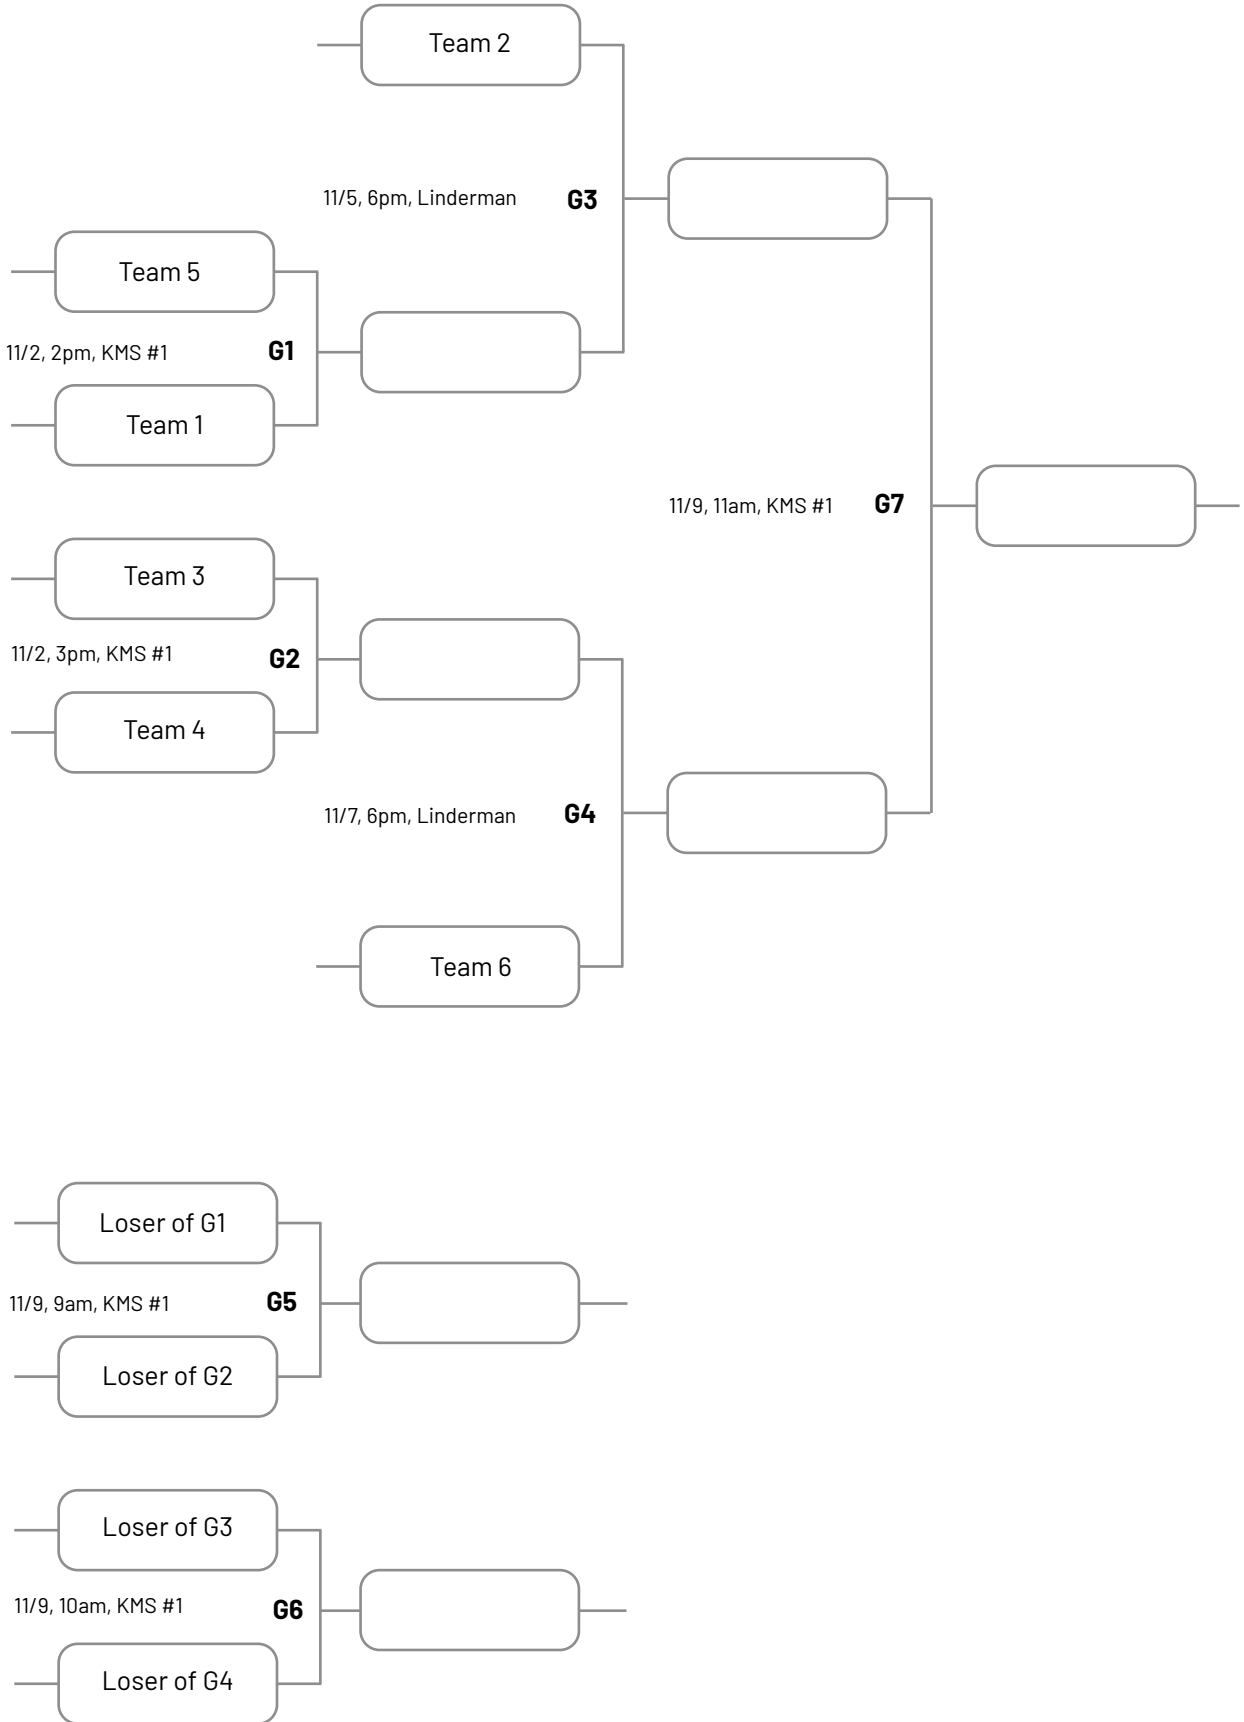 Team 2
11/5, 6pm, Linderman
G3
Team 5
11/2, 2pm, KMS #1
G1
Team 1
11/9, 11am, KMS #1
G7
Team 3
11/2, 3pm, KMS #1
G2
Team 4
11/7, 6pm, Linderman
G4
Team 6
Loser of G1
11/9, 9am, KMS #1
G5
Loser of G2
Loser of G3
11/9, 10am, KMS #1
G6
Loser of G4